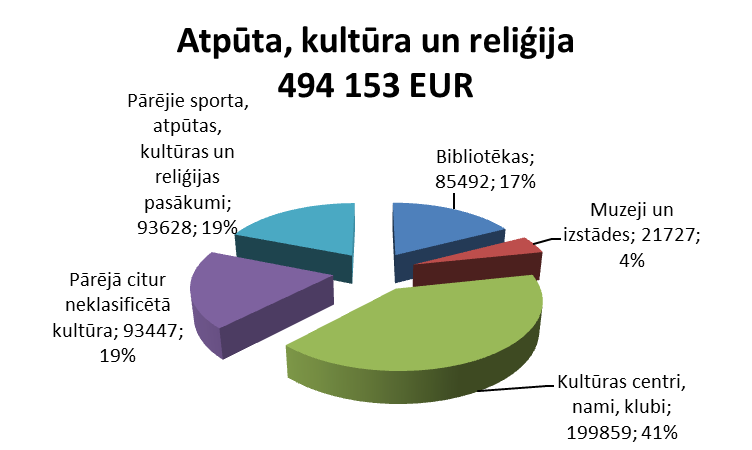 Atpūta, kultūra un reliģija
494 153 EUR
Pārējie sporta,
atpūtas,
kultūras un
reliģijas
pasākumi;
93628; 19%
Bibliotēkas;
85492; 17%
Muzeji un
izstādes; 21727;
4%
Pārējā citur
neklasificētā
kultūra; 93447;
19%
Kultūras centri,
nami, klubi;
199859; 41%